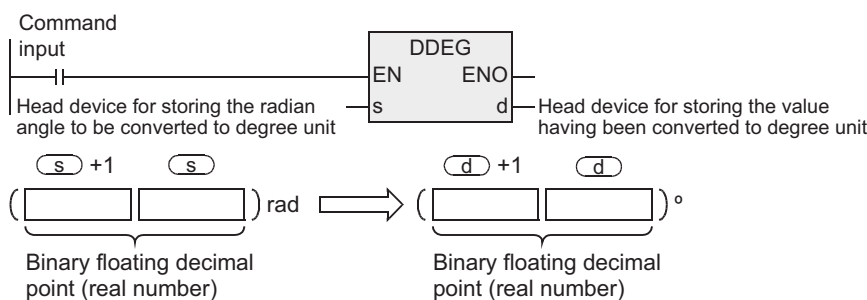 Command
input
DDEG
EN ENO
Head device for storing the radian
angle to be converted to degree unit
s d
Head device for storing the value
having been converted to degree unit
s +1 s d +1 d
( ) rad ( ) °
Binary floating decimal
point (real number)
Binary floating decimal
point (real number)